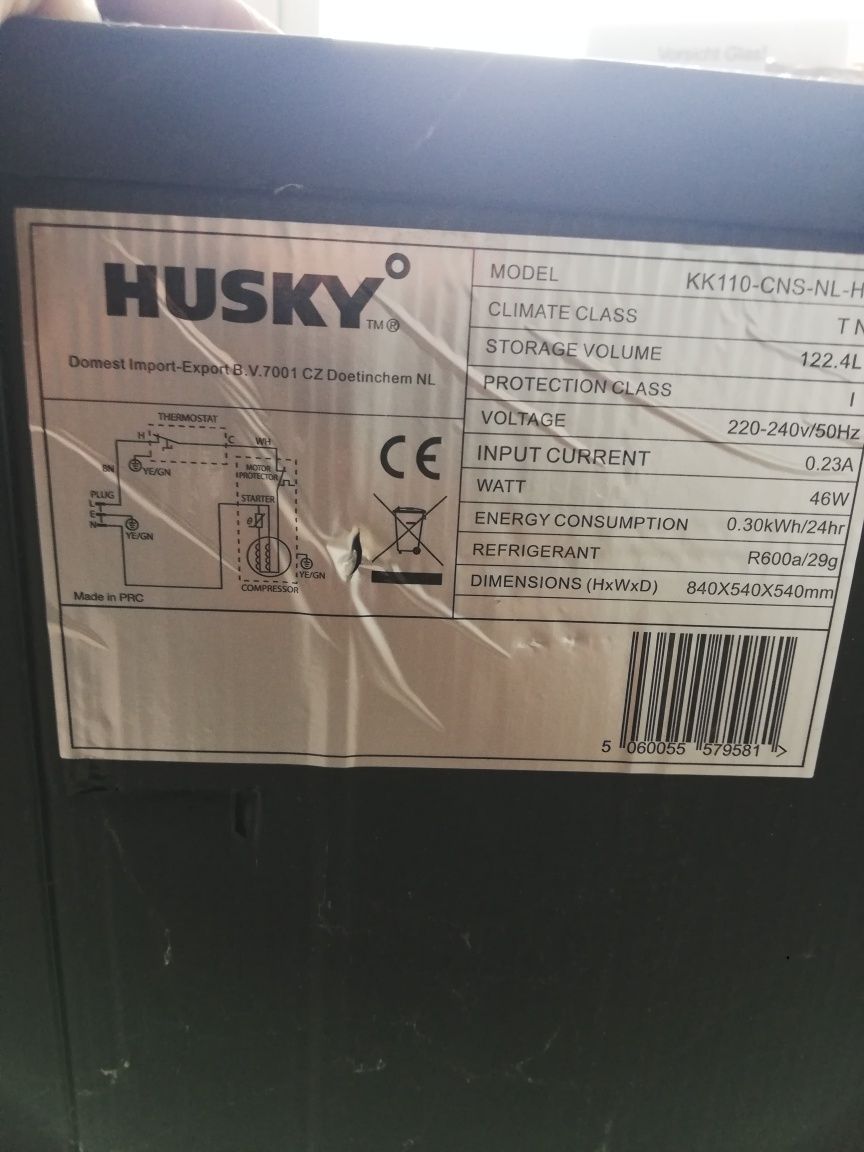 Vorsicht Glas!
HUSKY
TM ®
Domest Import-Export B.V.7001 CZ Doetinchem NL
THERMOSTAT
H C WH
BN YE/GN
MOTOR
PROTECTOR
PLUG
L
E
N
YE/GN
STARTER
θ
YE/GN
COMPRESSOR
Made in PRC
CE
MODEL KK110-CNS-NL-H
CLIMATE CLASS T N
STORAGE VOLUME 122.4L
PROTECTION CLASS I
VOLTAGE 220-240v/50Hz
INPUT CURRENT 0.23A
WATT 46W
ENERGY CONSUMPTION 0.30kWh/24hr
REFRIGERANT R600a/29g
DIMENSIONS (HxWxD) 840X540X540mm
5 060055 579581 >